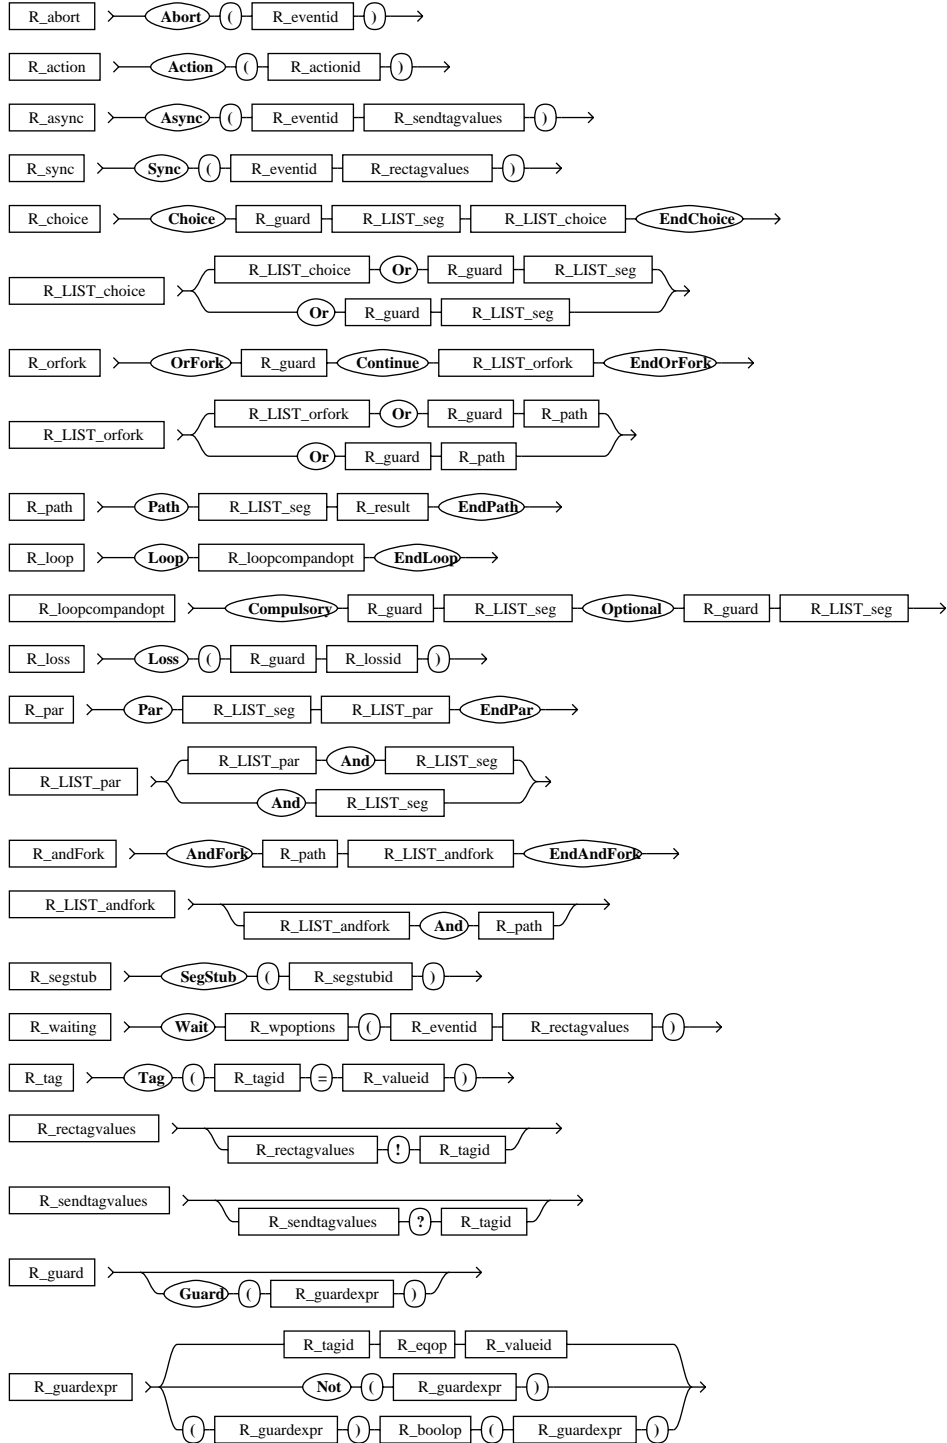 R_abort Abort ( R_eventid )
R_action Action ( R_actionid )
R_async Async ( R_eventid R_sendtagvalues )
R_sync Sync ( R_eventid R_rectagvalues )
R_choice Choice R_guard R_LIST_seg R_LIST_choice EndChoice
R_LIST_choice Or R_guard R_LIST_seg
R_LIST_choice
Or R_guard R_LIST_seg
R_orfork OrFork R_guard Continue R_LIST_orfork EndOrFork
R_LIST_orfork Or R_guard R_path
R_LIST_orfork
Or R_guard R_path
R_path Path R_LIST_seg R_result EndPath
R_loop Loop R_loopcompandopt EndLoop
R_loopcompandopt Compulsory R_guard R_LIST_seg Optional R_guard R_LIST_seg
R_loss Loss ( R_guard R_lossid )
R_par Par R_LIST_seg R_LIST_par EndPar
R_LIST_par And R_LIST_seg
R_LIST_par
And R_LIST_seg
R_andFork AndFork R_path R_LIST_andfork EndAndFork
R_LIST_andfork
R_LIST_andfork And R_path
R_segstub SegStub ( R_segstubid )
R_waiting Wait R_wpoptions ( R_eventid R_rectagvalues )
R_tag Tag ( R_tagid = R_valueid )
R_rectagvalues
R_rectagvalues ! R_tagid
R_sendtagvalues
R_sendtagvalues ? R_tagid
R_guard
Guard ( R_guardexpr )
R_tagid R_eqop R_valueid
R_guardexpr Not ( R_guardexpr )
( R_guardexpr ) R_boolop ( R_guardexpr )